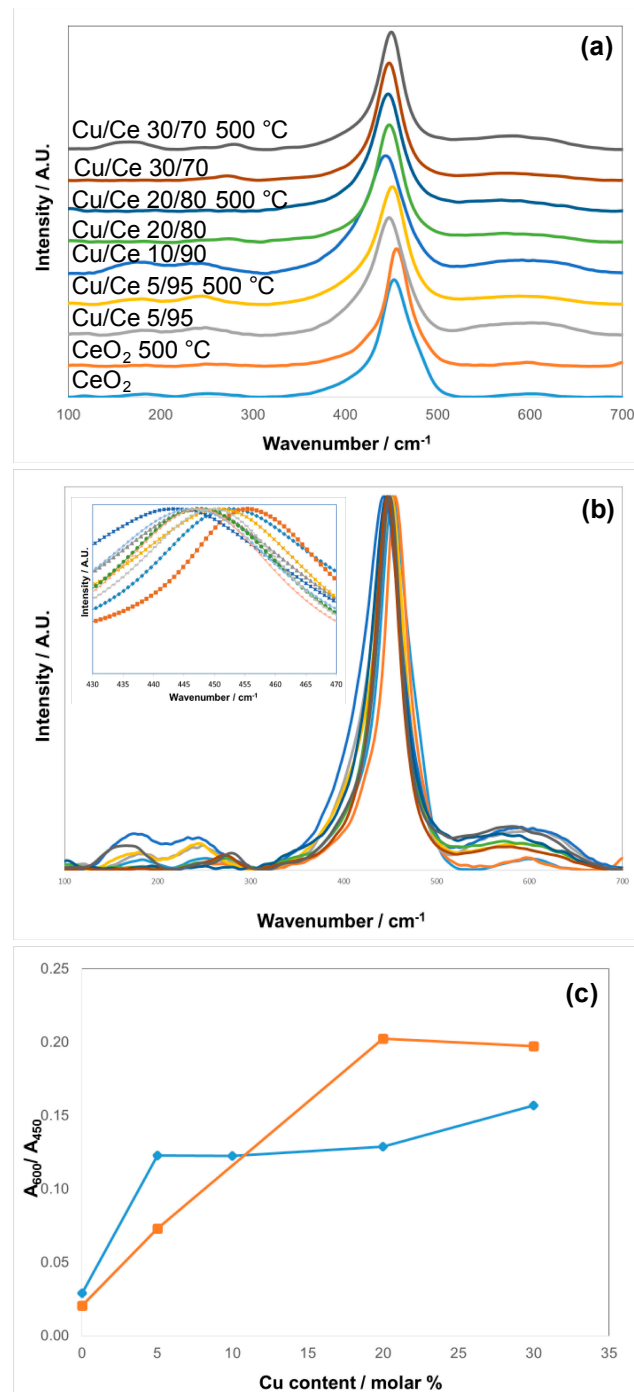 (a)
Cu/Ce 30/70 500 °C
Cu/Ce 30/70
Cu/Ce 20/80 500 °C
Cu/Ce 20/80
Cu/Ce 10/90
Cu/Ce 5/95 500 °C
Cu/Ce 5/95
CeO₂ 500 °C
CeO₂
Intensity / A.U.
100 200 300 400 500 600 700
Wavenumber / cm⁻¹
(b)
Intensity / A.U.
Intensity / A.U.
430 435 440 445 450 455 460 465 470
Wavenumber / cm⁻¹
100 200 300 400 500 600 700
Wavenumber / cm⁻¹
(c)
0.25
0.20
0.15
0.10
0.05
0.00
A₆₀₀/ A₄₅₀
0 5 10 15 20 25 30 35
Cu content / molar %